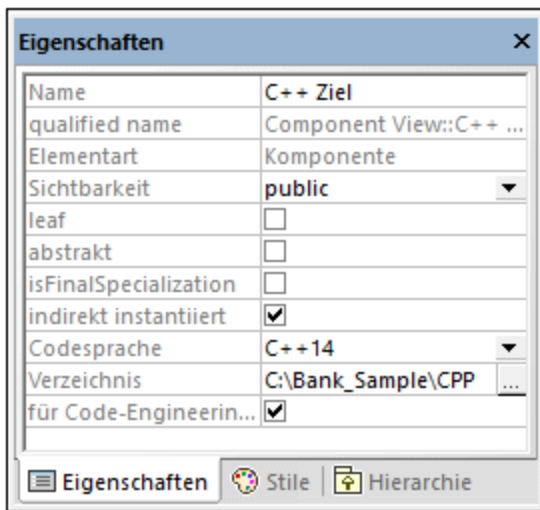 Eigenschaften
Name C++ Ziel
qualified name Component View::C++ ...
Elementart Komponente
Sichtbarkeit public
leaf
abstrakt
isFinalSpecialization
indirekt instantiiert
Codesprache C++14
Verzeichnis C:\Bank_Sample\CPP ...
für Code-Engineerin...
Eigenschaften Stile Hierarchie